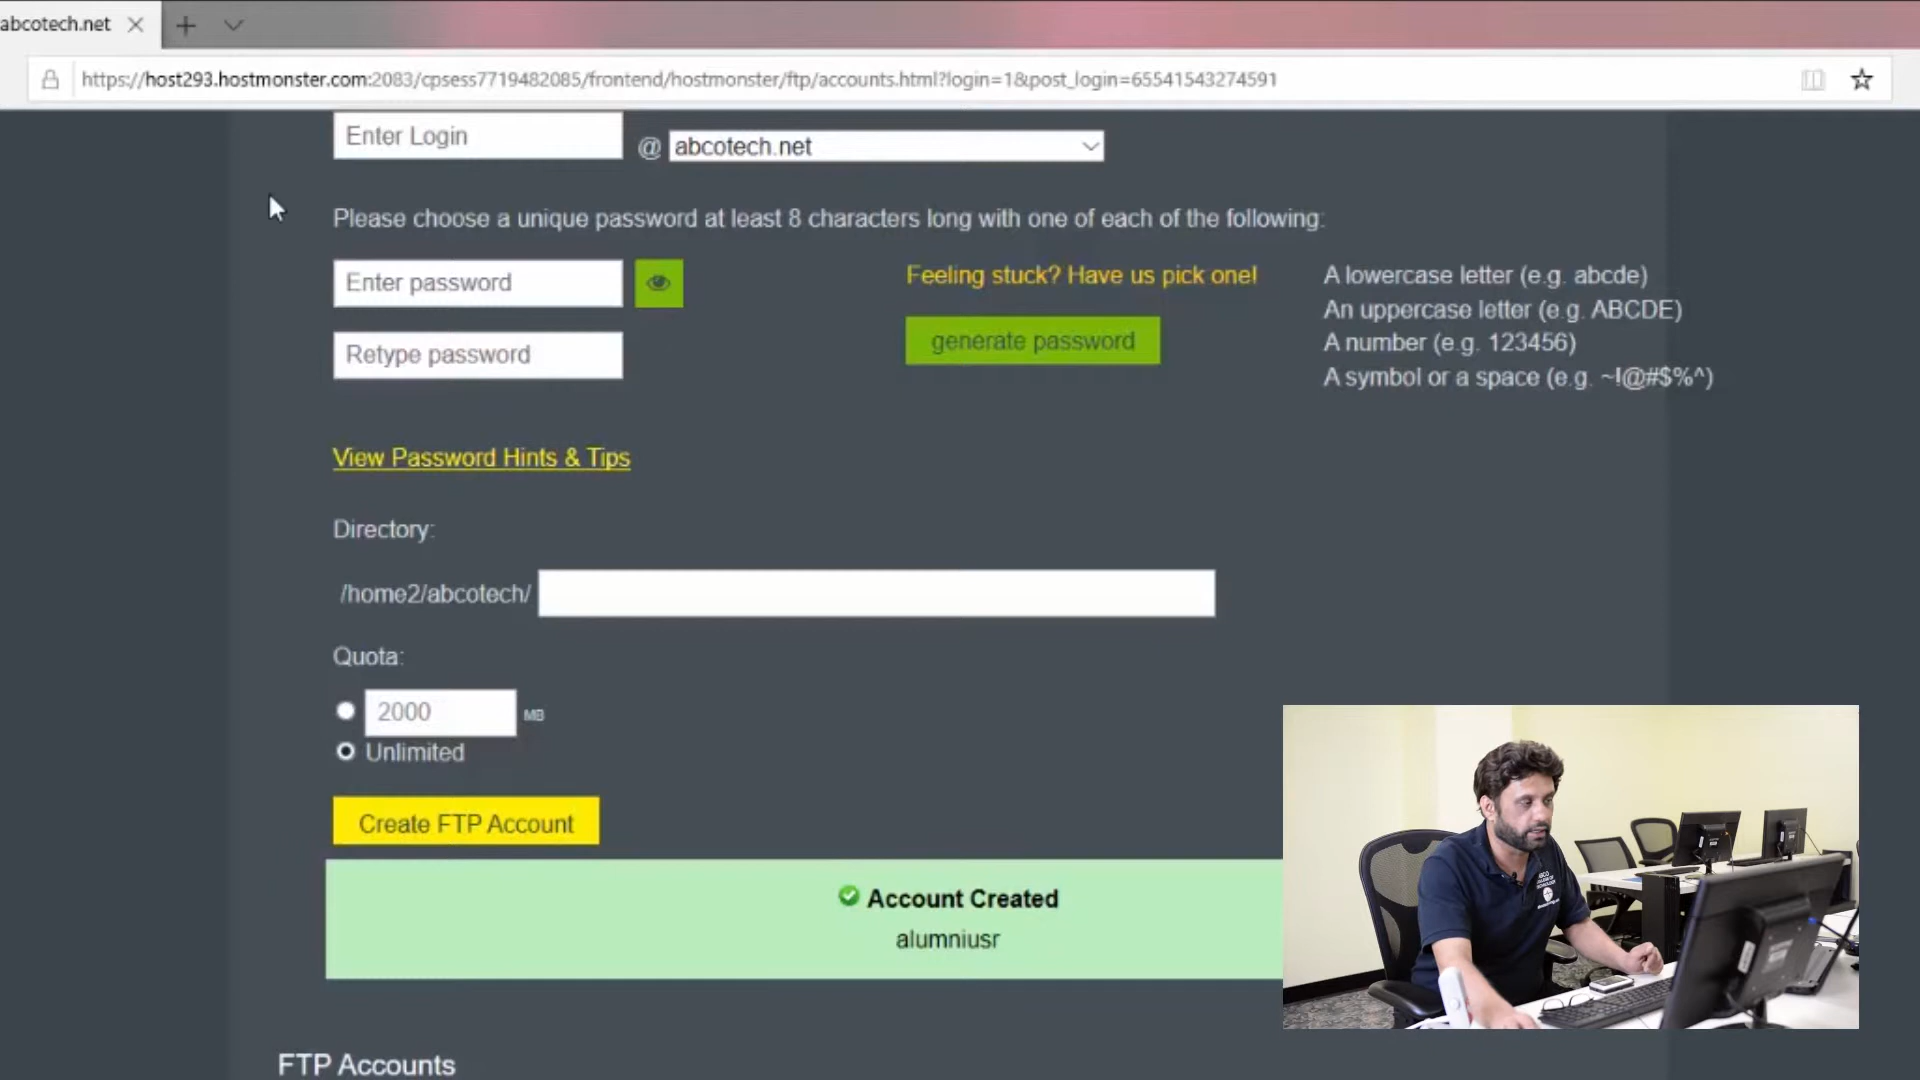 abcotech.net
https://host293.hostmonster.com:2083/cpsess7719482085/frontend/hostmonster/ftp/accounts.html?login=1&post_login=65541543274591
Enter Login
@ abcotech.net
Please choose a unique password at least 8 characters long with one of each of the following:
Enter password
Feeling stuck? Have us pick one!
A lowercase letter (e.g. abcde)
An uppercase letter (e.g. ABCDE)
generate password
A number (e.g. 123456)
Retype password
A symbol or a space (e.g. ~!@#$%^)
View Password Hints & Tips
Directory:
/home2/abcotech/
Quota:
2000 MB
Unlimited
Create FTP Account
Account Created
alumniusr
FTP Accounts